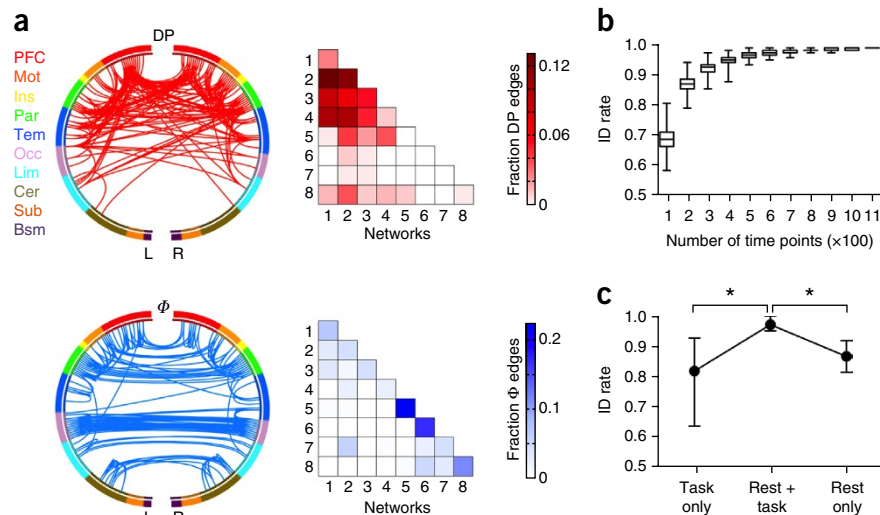 a
DP
PFC
Mot
Ins
Par
Tem
Occ
Lim
Cer
Sub
Bsm
L R
1
2
3
4
5
6
7
8
1 2 3 4 5 6 7 8
Networks
Fraction DP edges
0.12
0.06
0
b
ID rate
1.0
0.9
0.8
0.7
0.6
0.5
1 2 3 4 5 6 7 8 9 10 11
Number of time points (×100)
Φ
1
2
3
4
5
6
7
8
1 2 3 4 5 6 7 8
Networks
Fraction Φ edges
0.2
0.1
0
c
* *
ID rate
1.0
0.9
0.8
0.7
0.6
0.5
Task only
Rest + task
Rest only